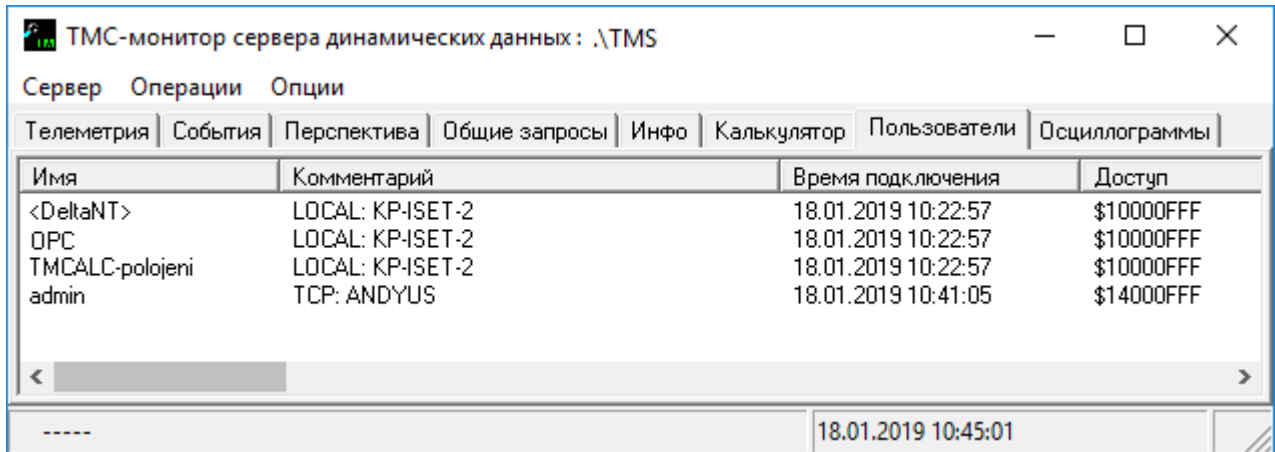 ТМС-монитор сервера динамических данных : .\TMS
Сервер Операции Опции
Телеметрия События Перспектива Общие запросы Инфо Калькулятор Пользователи Осциллограммы
Имя Комментарий Время подключения Доступ
<DeltaNT> LOCAL: KP-ISET-2 18.01.2019 10:22:57 $10000FFF
OPC LOCAL: KP-ISET-2 18.01.2019 10:22:57 $10000FFF
TMCALC-polojeni LOCAL: KP-ISET-2 18.01.2019 10:22:57 $10000FFF
admin TCP: ANDYUS 18.01.2019 10:41:05 $14000FFF
----- 18.01.2019 10:45:01